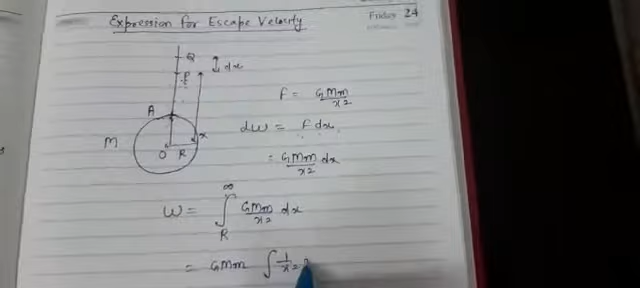 Expression for Escape Velocity
Friday 24
Q
dx
P
A
M
O R
x
F = GMm/x2
dW = F dx
= GMm/x2 dx
W = ∫R∞ GMm/x2 dx
= GMm ∫ 1/x2